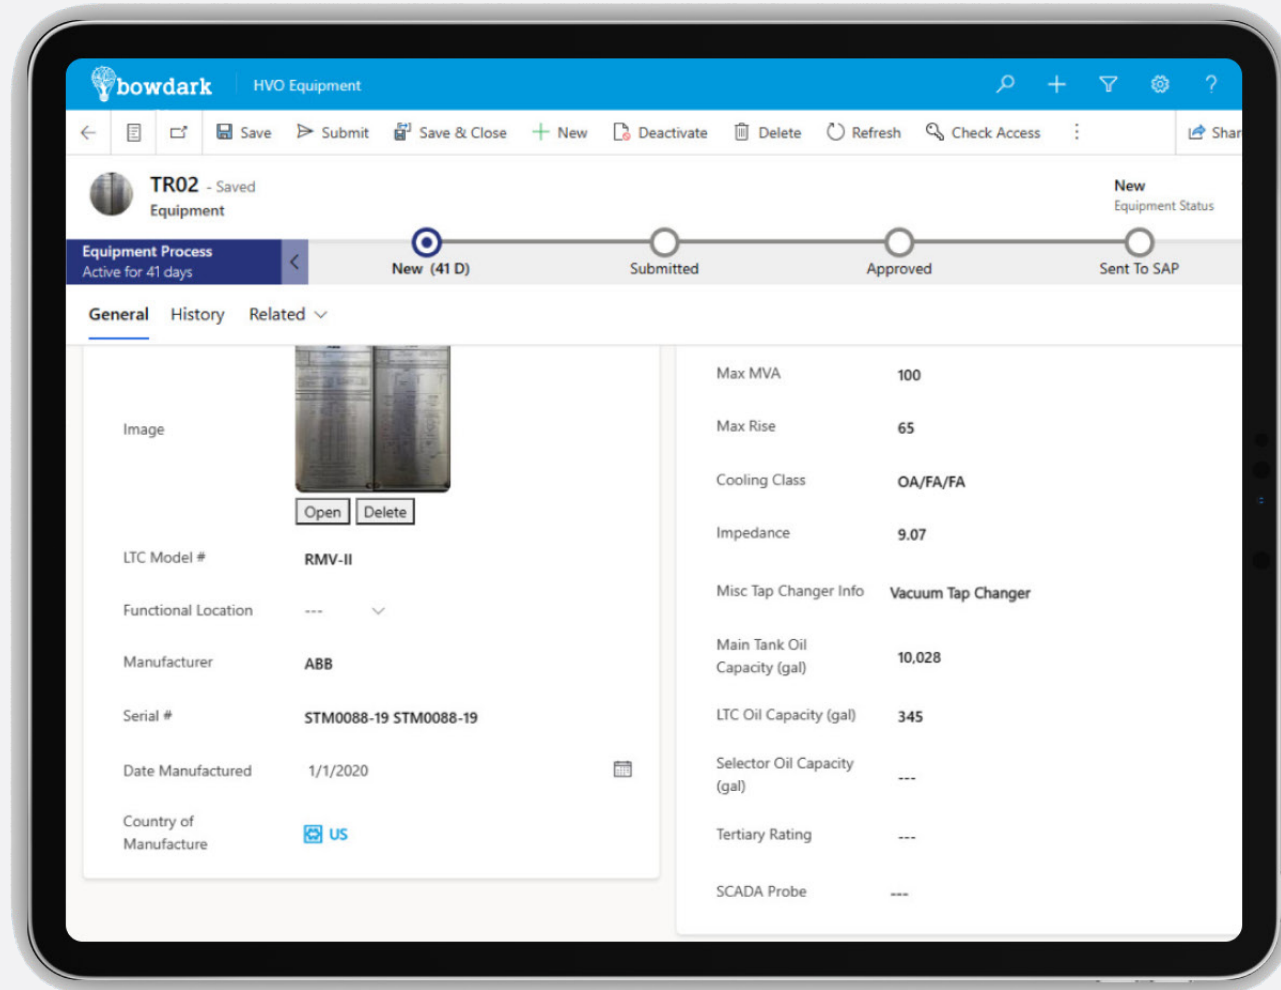 bowdark HVO Equipment ?
Save Submit Save & Close New Deactivate Delete Refresh Check Access Shar
TR02 - Saved
Equipment
New
Equipment Status
Equipment Process
Active for 41 days
New (41 D) Submitted Approved Sent To SAP
General History Related
Image
Open Delete
LTC Model # RMV-II
Functional Location ---
Manufacturer ABB
Serial # STM0088-19 STM0088-19
Date Manufactured 1/1/2020
Country of
Manufacture
US
Max MVA 100
Max Rise 65
Cooling Class OA/FA/FA
Impedance 9.07
Misc Tap Changer Info Vacuum Tap Changer
Main Tank Oil
Capacity (gal)
10,028
LTC Oil Capacity (gal) 345
Selector Oil Capacity
(gal)
---
Tertiary Rating ---
SCADA Probe ---